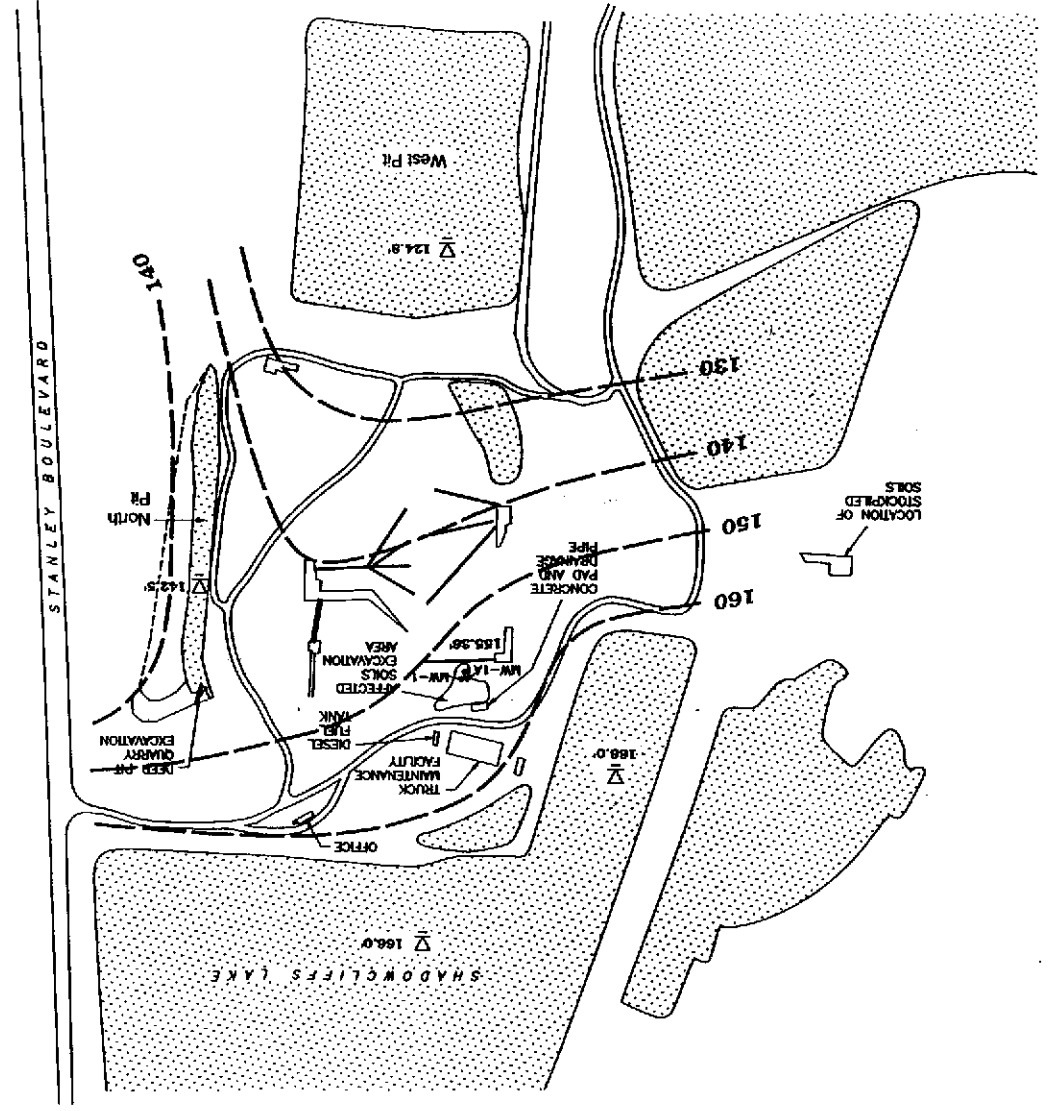 SHADOWCLIFFS LAKE
166.0'
OFFICE
TRUCK
MAINTENANCE
FACILITY
DIESEL
FUEL
TANK
DEEP PIT
QUARRY
EXCAVATION
166.0'
AFFECTED
SOILS
EXCAVATION
AREA
MW-1A
MW-1
155.36'
160
CONCRETE
PAD AND
DRAINAGE
PIPE
142.5'
North
Pit
LOCATION OF
STOCKPILED
SOILS
150
140
130
140
124.8'
West Pit
STANLEY BOULEVARD